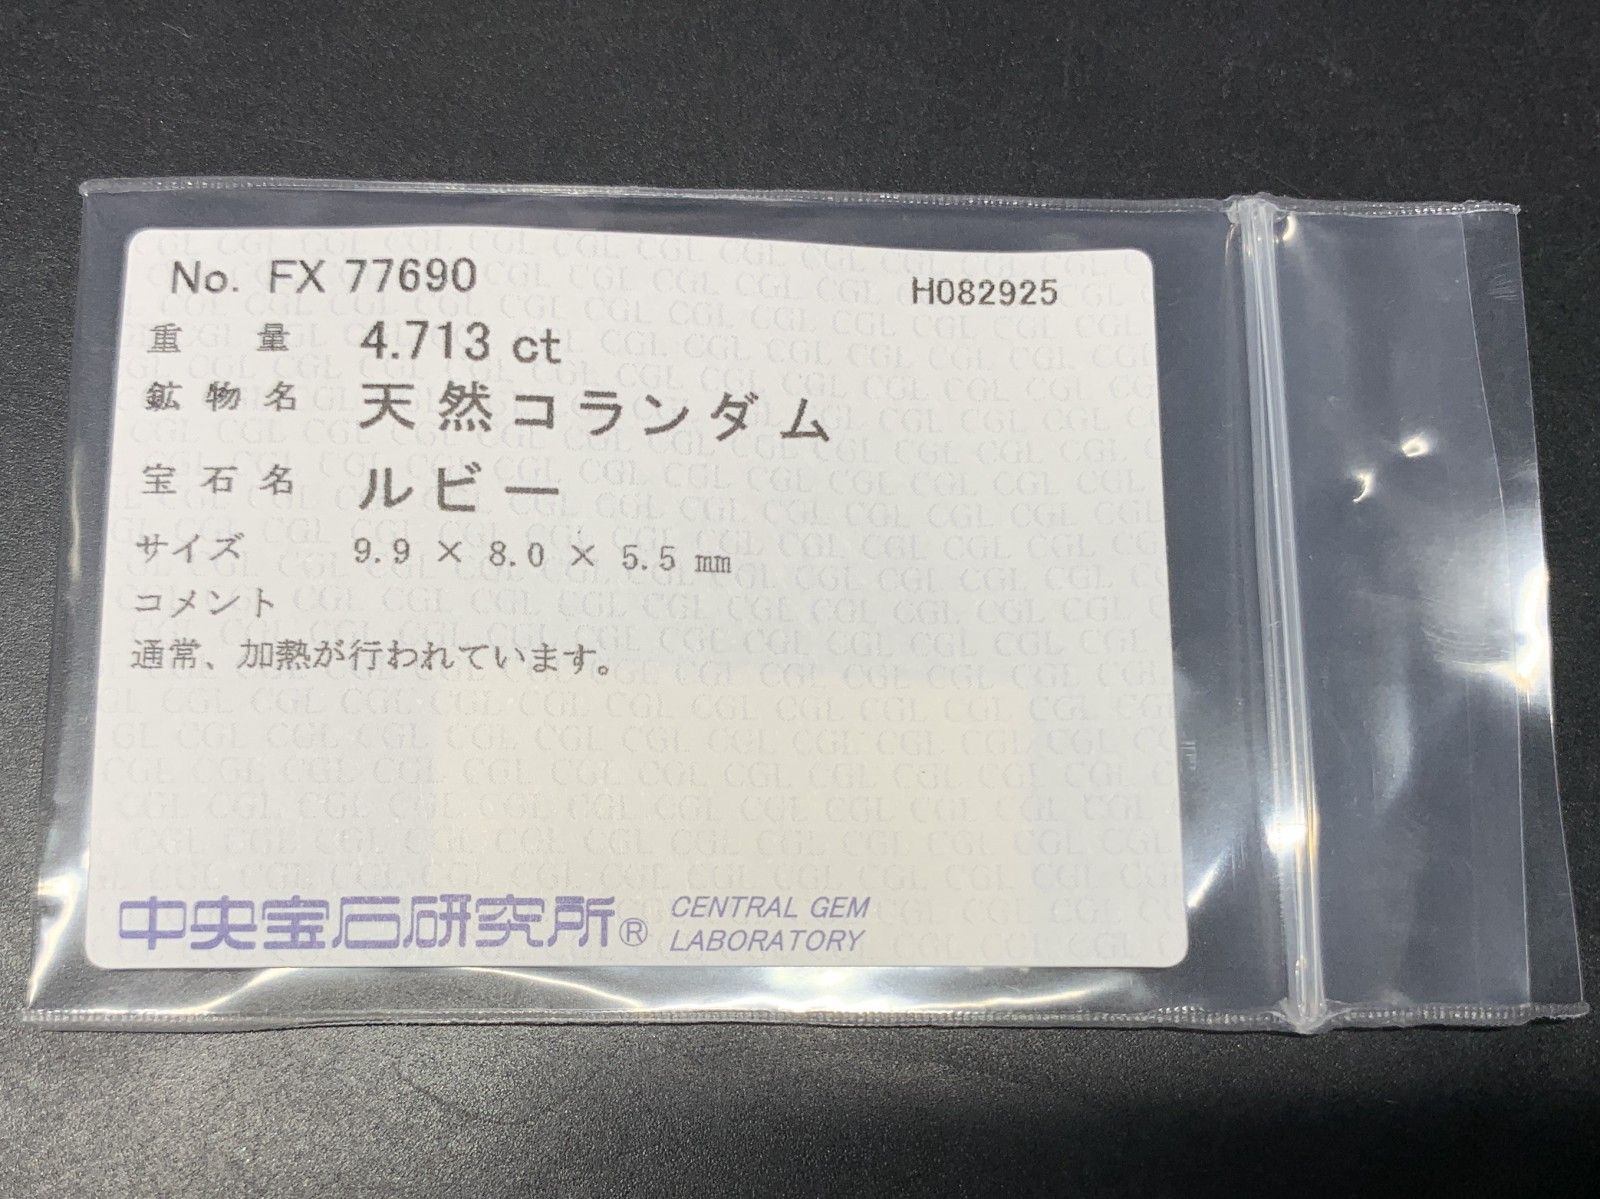 No. FX 77690 H082925
重量 4.713 ct
鉱物名 天然コランダム
宝石名 ルビー
サイズ 9.9 × 8.0 × 5.5 mm
コメント
通常、加熱が行われています。
中央宝石研究所® CENTRAL GEM
LABORATORY